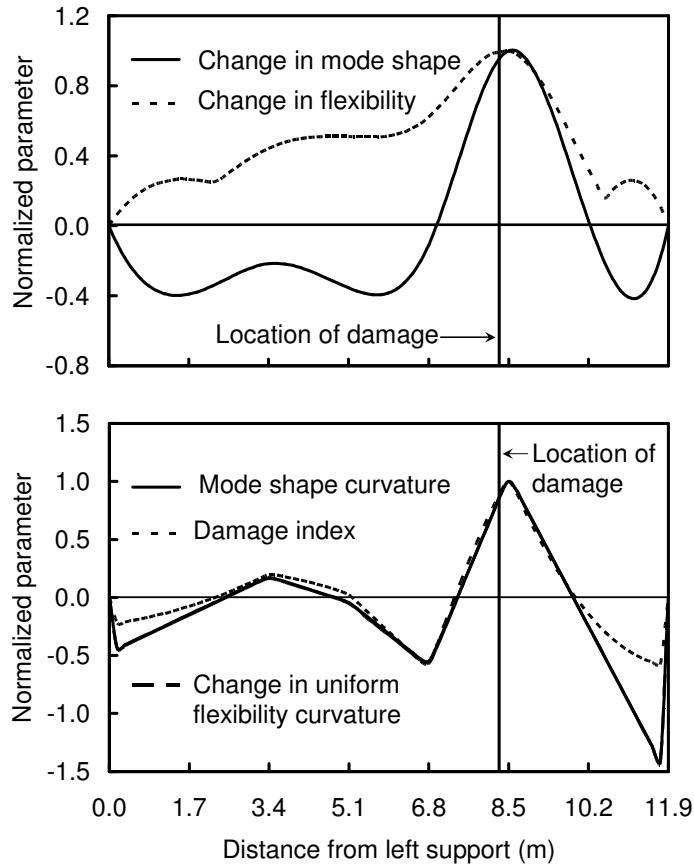 1.2
Change in mode shape
0.8
Change in flexibility
0.4
0.0
-0.4
Location of damage
-0.8
Normalized parameter
1.5
Location of
damage
1.0
Mode shape curvature
0.5
Damage index
0.0
-0.5
Change in uniform
flexibility curvature
-1.0
-1.5
Normalized parameter
0.0 1.7 3.4 5.1 6.8 8.5 10.2 11.9
Distance from left support (m)